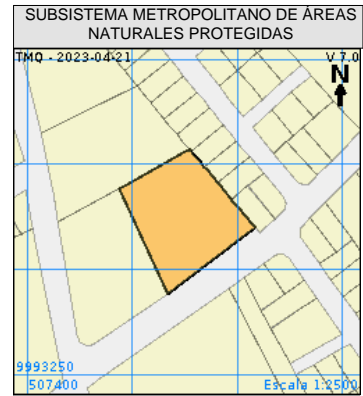 SUBSISTEMA METROPOLITANO DE ÁREAS
NATURALES PROTEGIDAS
TMQ - 2023-04-21
V 7.0
N
9993250
507400
Escala 1:2500